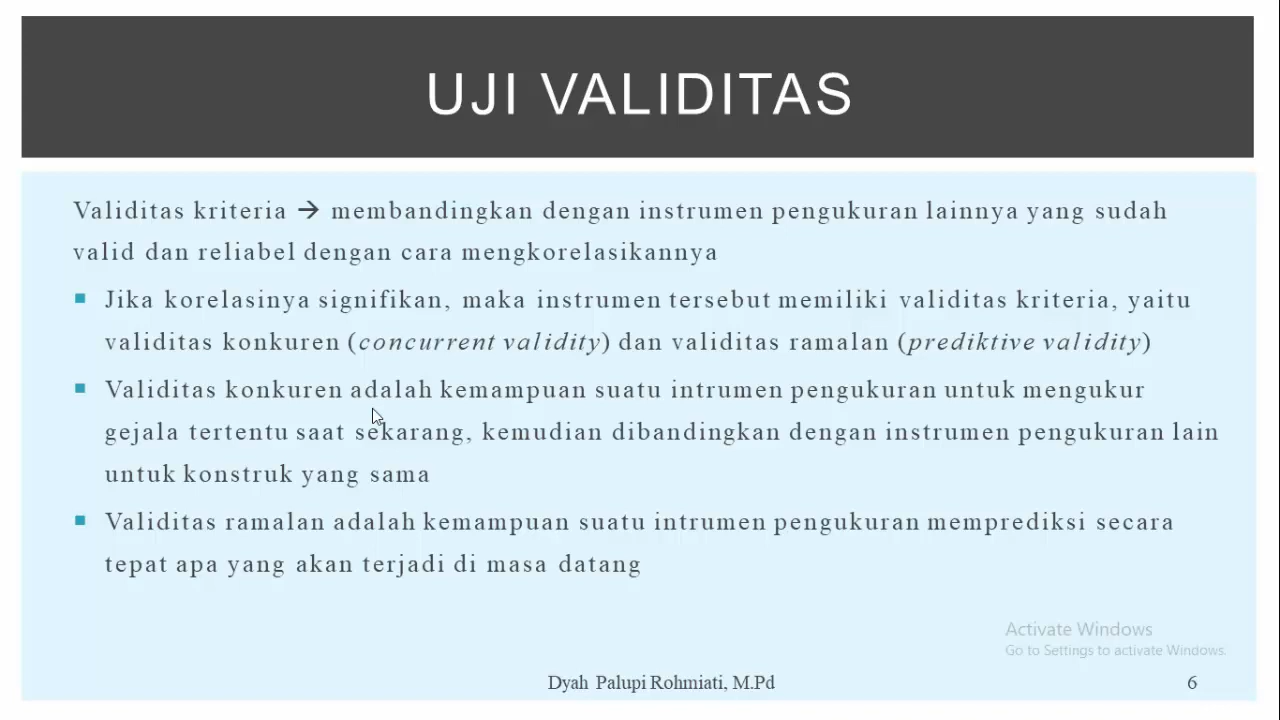 UJI VALIDITAS
Validitas kriteria → membandingkan dengan instrumen pengukuran lainnya yang sudah
valid dan reliabel dengan cara mengkorelasikannya
▪ Jika korelasinya signifikan, maka instrumen tersebut memiliki validitas kriteria, yaitu
validitas konkuren (concurrent validity) dan validitas ramalan (prediktive validity)
▪ Validitas konkuren adalah kemampuan suatu intrumen pengukuran untuk mengukur
gejala tertentu saat sekarang, kemudian dibandingkan dengan instrumen pengukuran lain
untuk konstruk yang sama
▪ Validitas ramalan adalah kemampuan suatu intrumen pengukuran memprediksi secara
tepat apa yang akan terjadi di masa datang
Activate Windows
Go to Settings to activate Windows.
Dyah Palupi Rohmiati, M.Pd
6